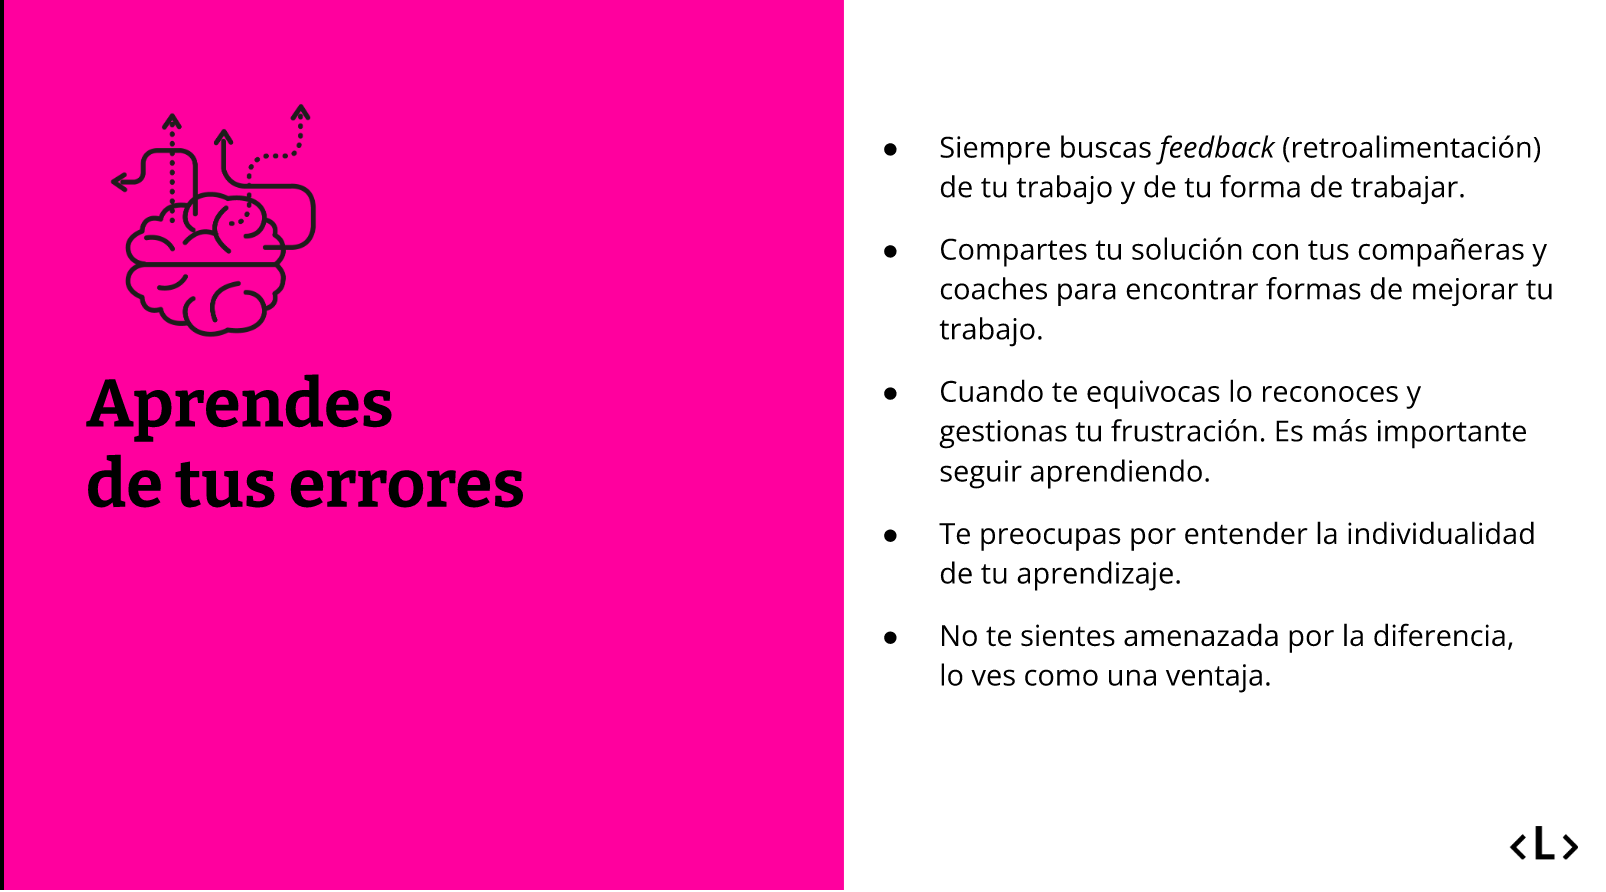 Aprendes
de tus errores
● Siempre buscas feedback (retroalimentación)
de tu trabajo y de tu forma de trabajar.
● Compartes tu solución con tus compañeras y
coaches para encontrar formas de mejorar tu
trabajo.
● Cuando te equivocas lo reconoces y
gestionas tu frustración. Es más importante
seguir aprendiendo.
● Te preocupas por entender la individualidad
de tu aprendizaje.
● No te sientes amenazada por la diferencia,
lo ves como una ventaja.
<L>